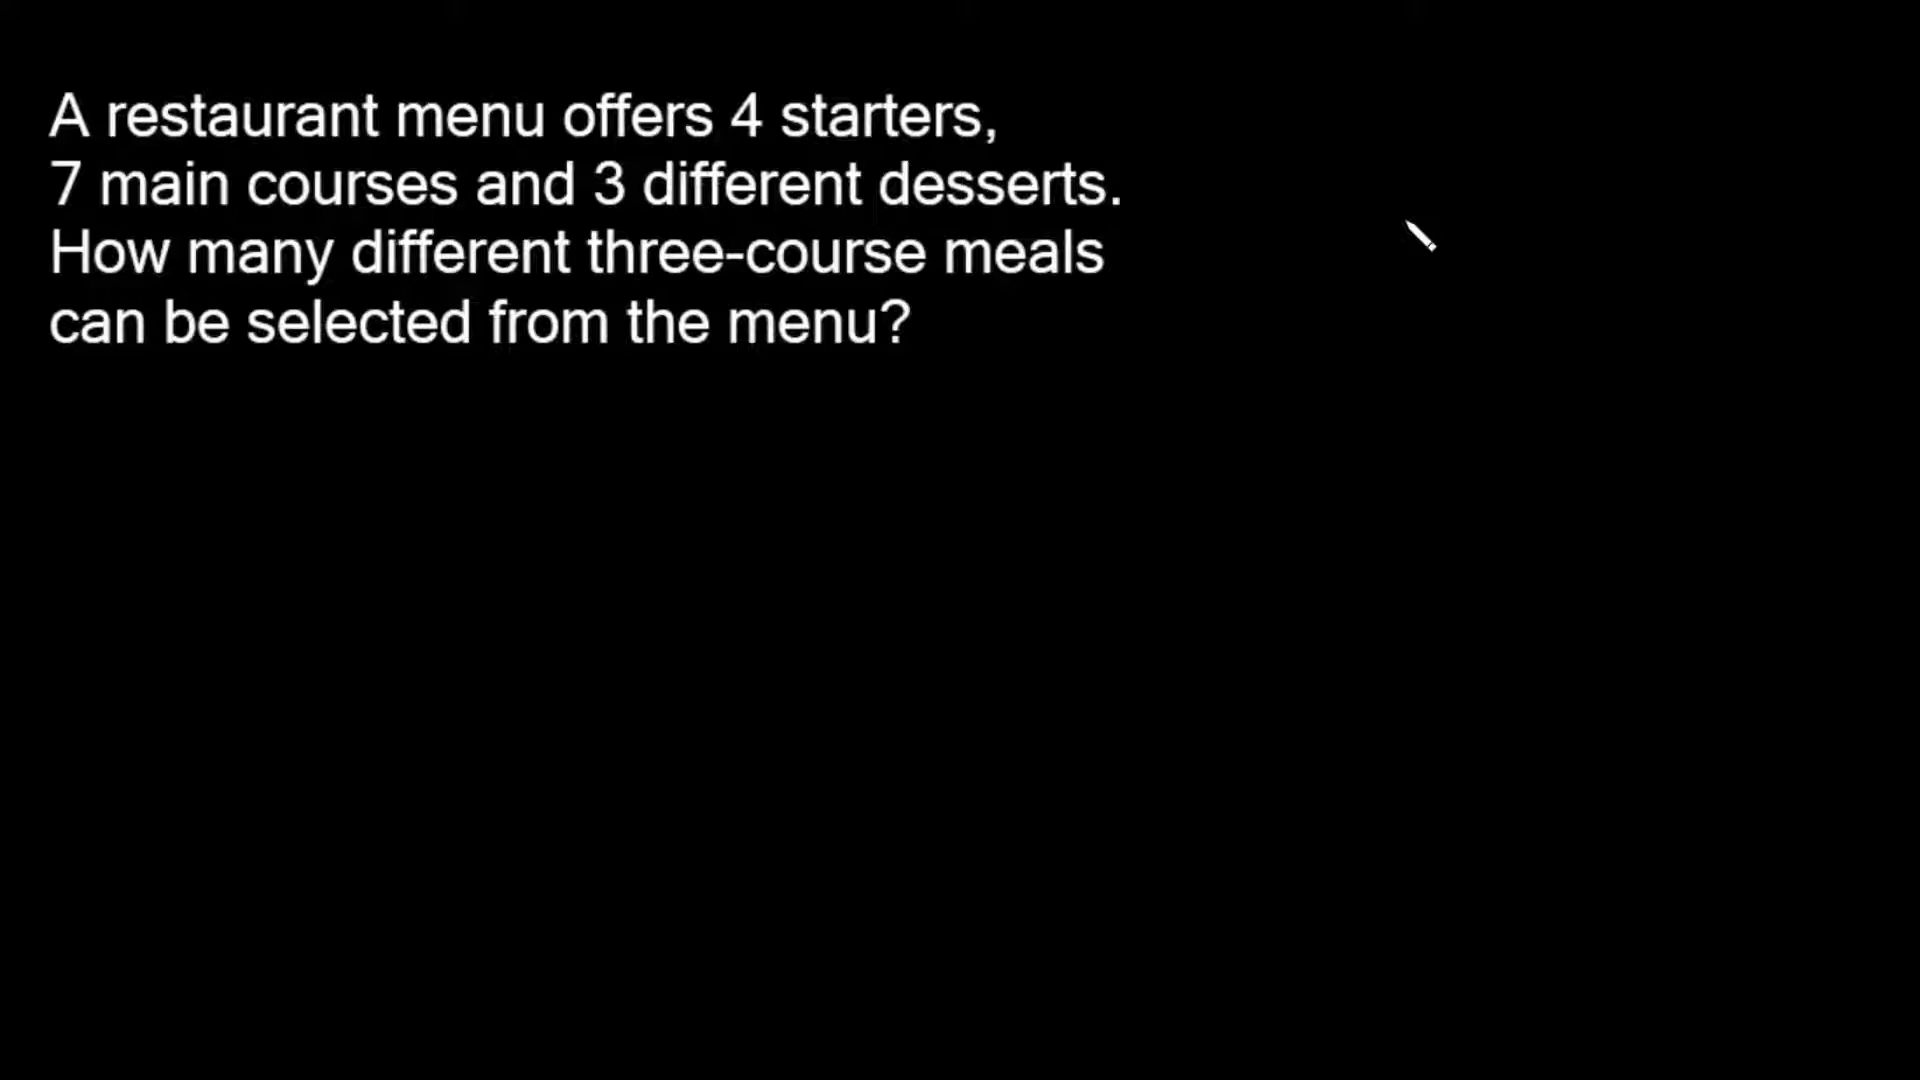 A restaurant menu offers 4 starters,
7 main courses and 3 different desserts.
How many different three-course meals
can be selected from the menu?